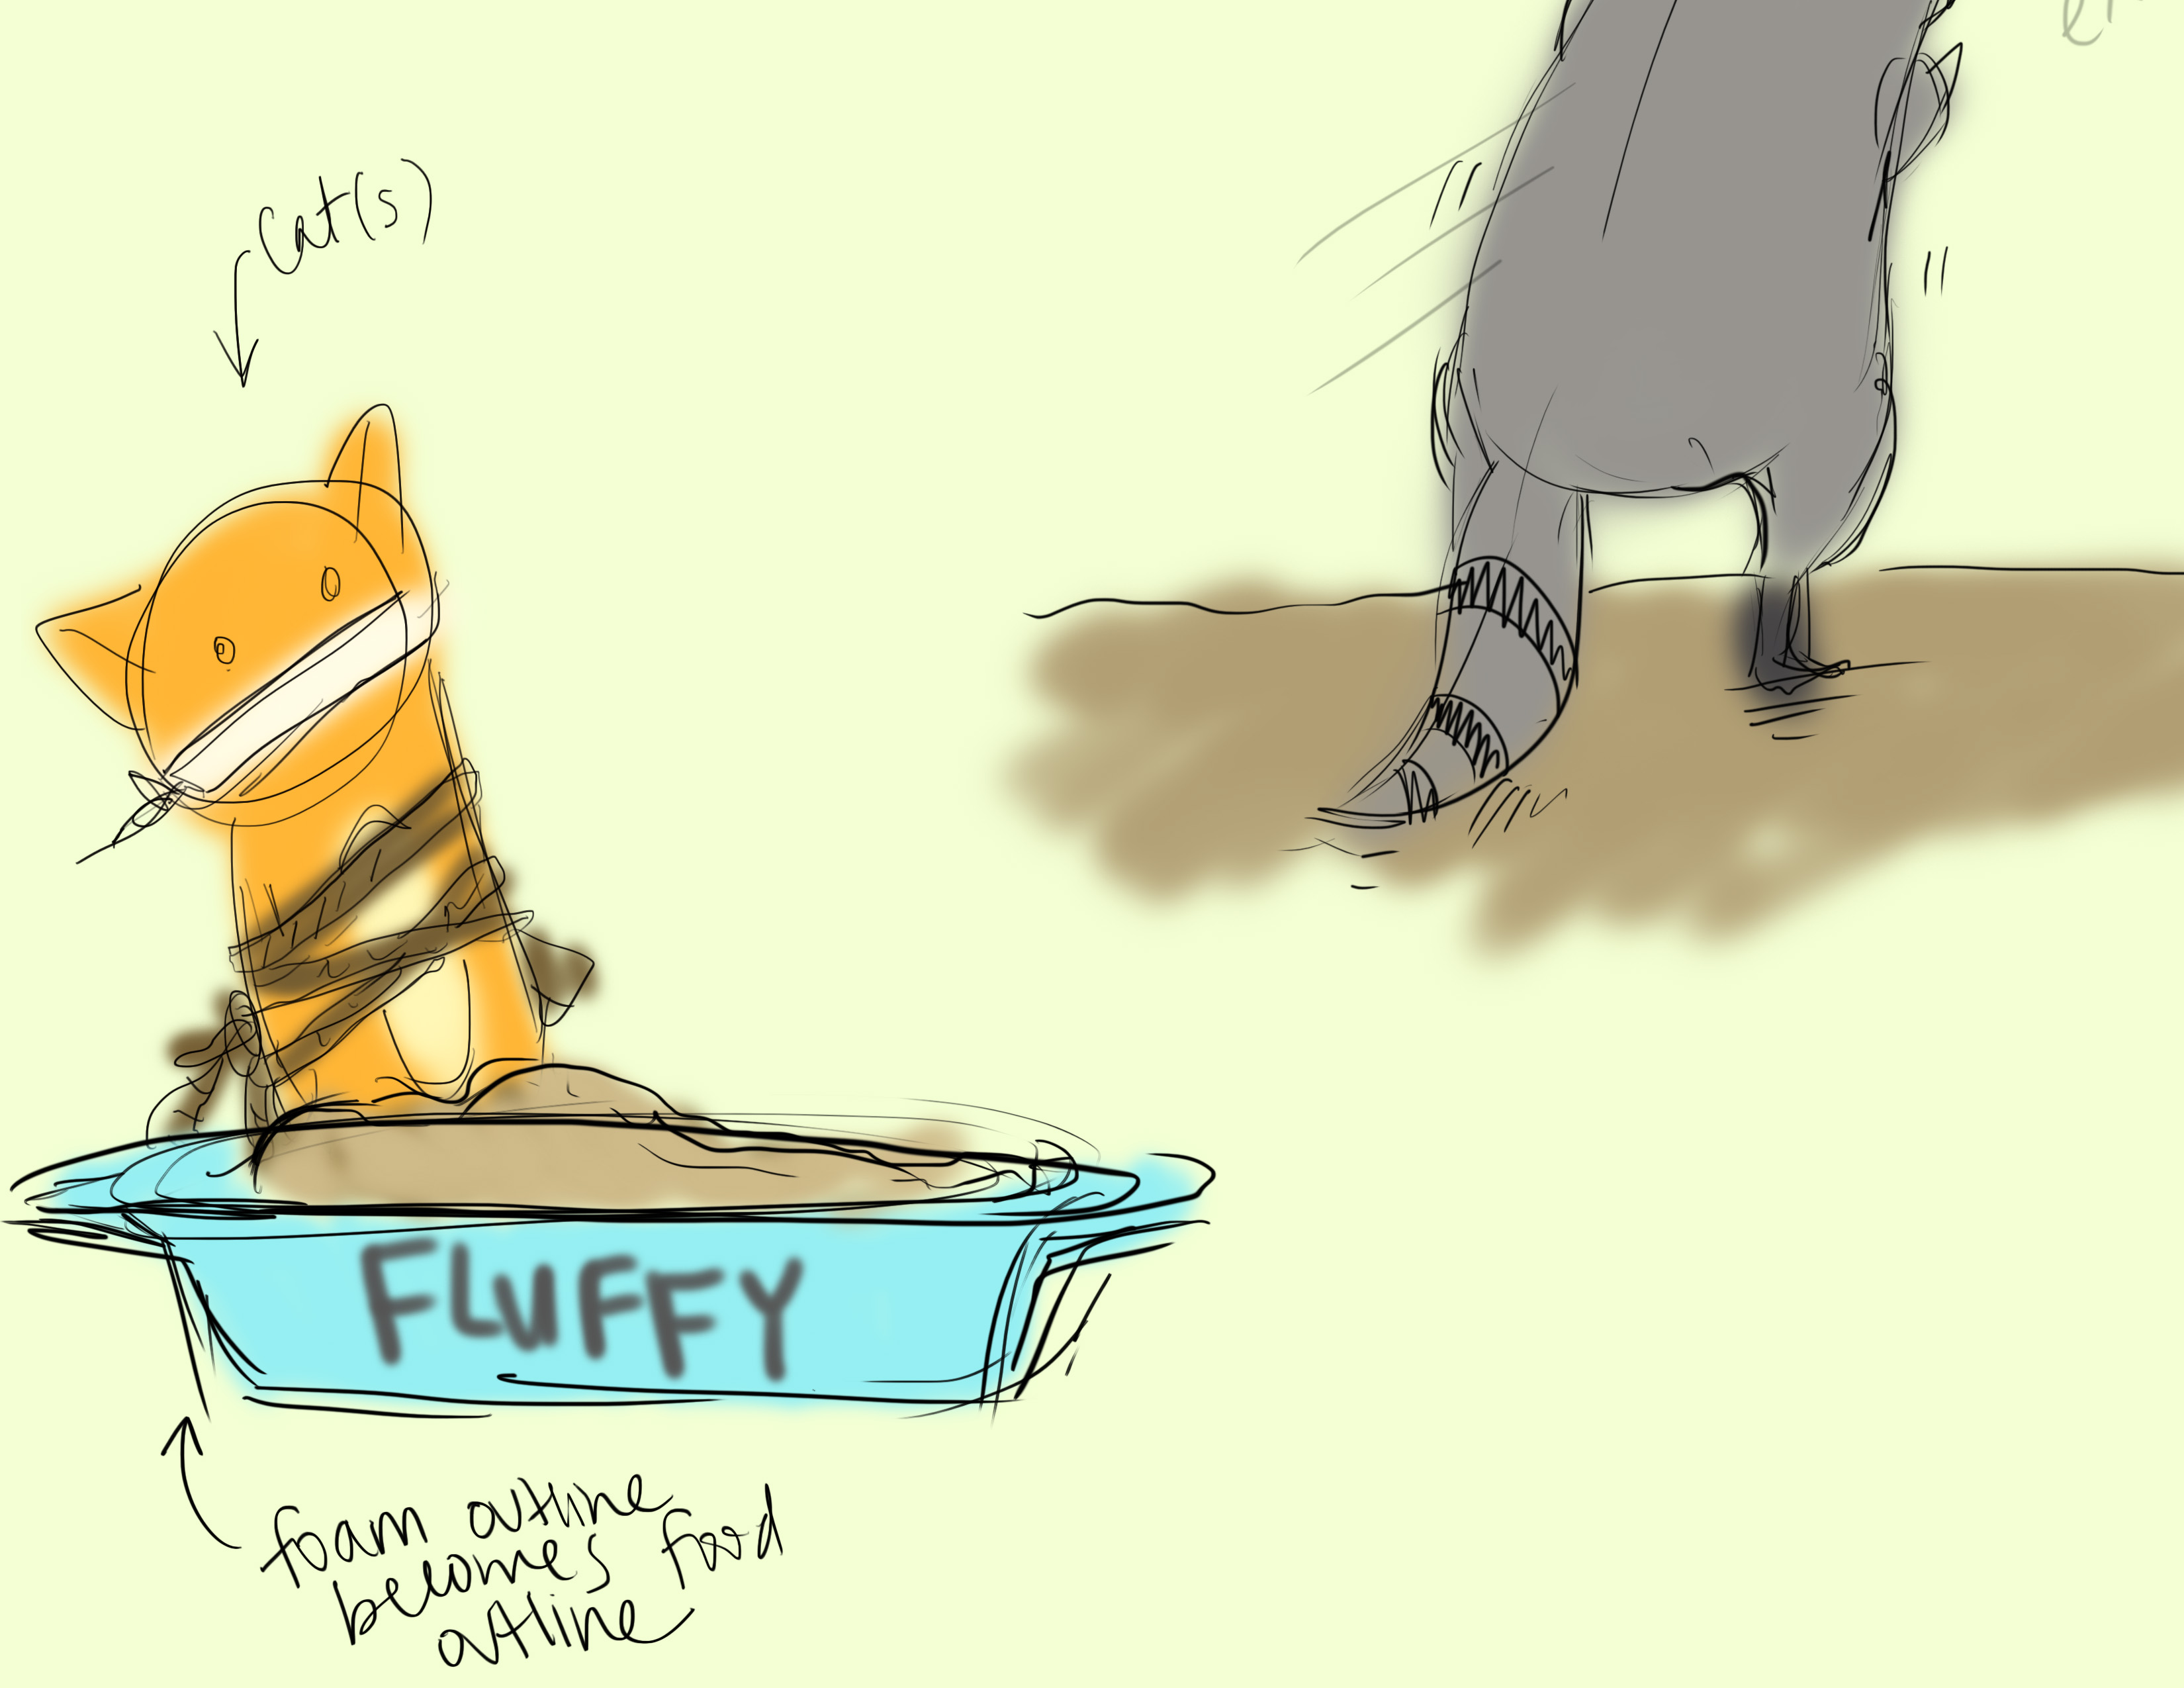 cat(s)
FLUFFY
foam outline
becomes food
outline